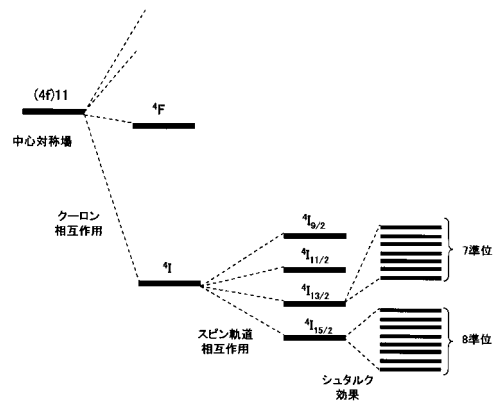 (4f)11
中心対称場
⁴F
クーロン
相互作用
⁴I
⁴I₉/₂
⁴I₁₁/₂
⁴I₁₃/₂
⁴I₁₅/₂
7準位
8準位
スピン軌道
相互作用
シュタルク
効果